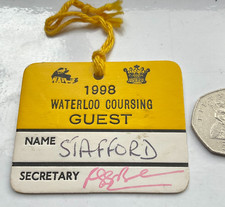 1998
WATERLOO COURSING
GUEST
NAME STAFFORD
SECRETARY